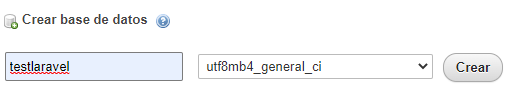 Crear base de datos
testlaravel utf8mb4_general_ci Crear